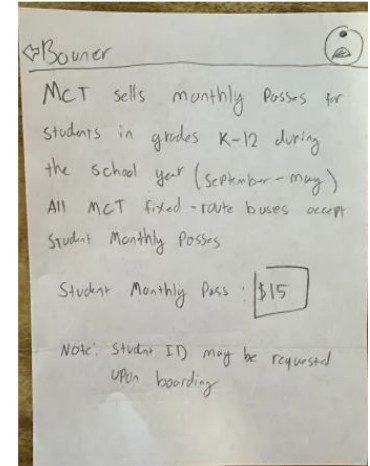 Bouner
MCT sells monthly Passes for
students in grades K-12 during
the school year (September - may)
All MCT fixed-route buses accept
Student Monthly Passes
Student Monthly Pass : $15
Note: Student ID may be requested
upon boarding